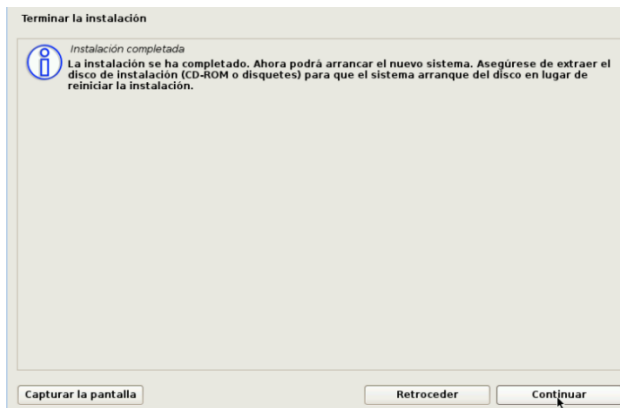 Terminar la instalación
Instalación completada
La instalación se ha completado. Ahora podrá arrancar el nuevo sistema. Asegúrese de extraer el
disco de instalación (CD-ROM o disquetes) para que el sistema arranque del disco en lugar de
reiniciar la instalación.
Capturar la pantalla
Retroceder
Continuar